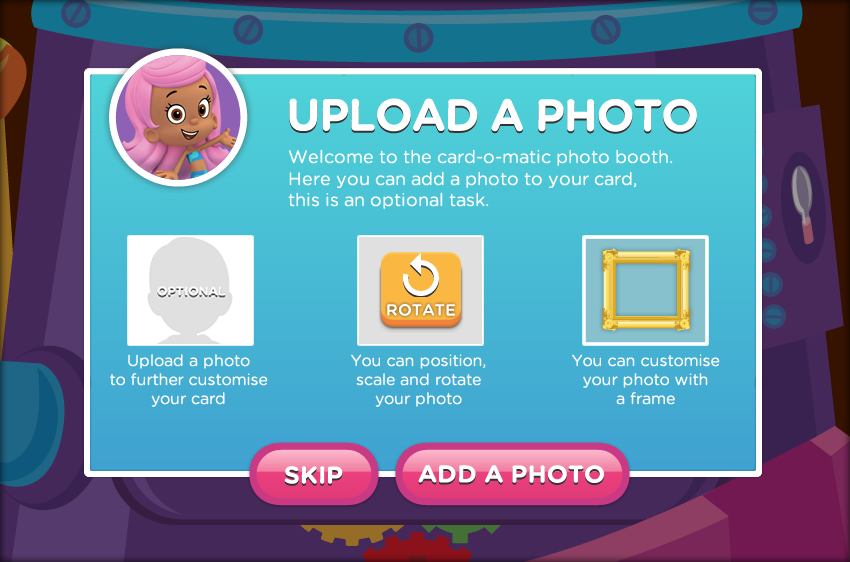 UPLOAD A PHOTO
Welcome to the card-o-matic photo booth.
Here you can add a photo to your card,
this is an optional task.
OPTIONAL
Upload a photo
to further customise
your card
ROTATE
You can position,
scale and rotate
your photo
You can customise
your photo with
a frame
SKIP
ADD A PHOTO